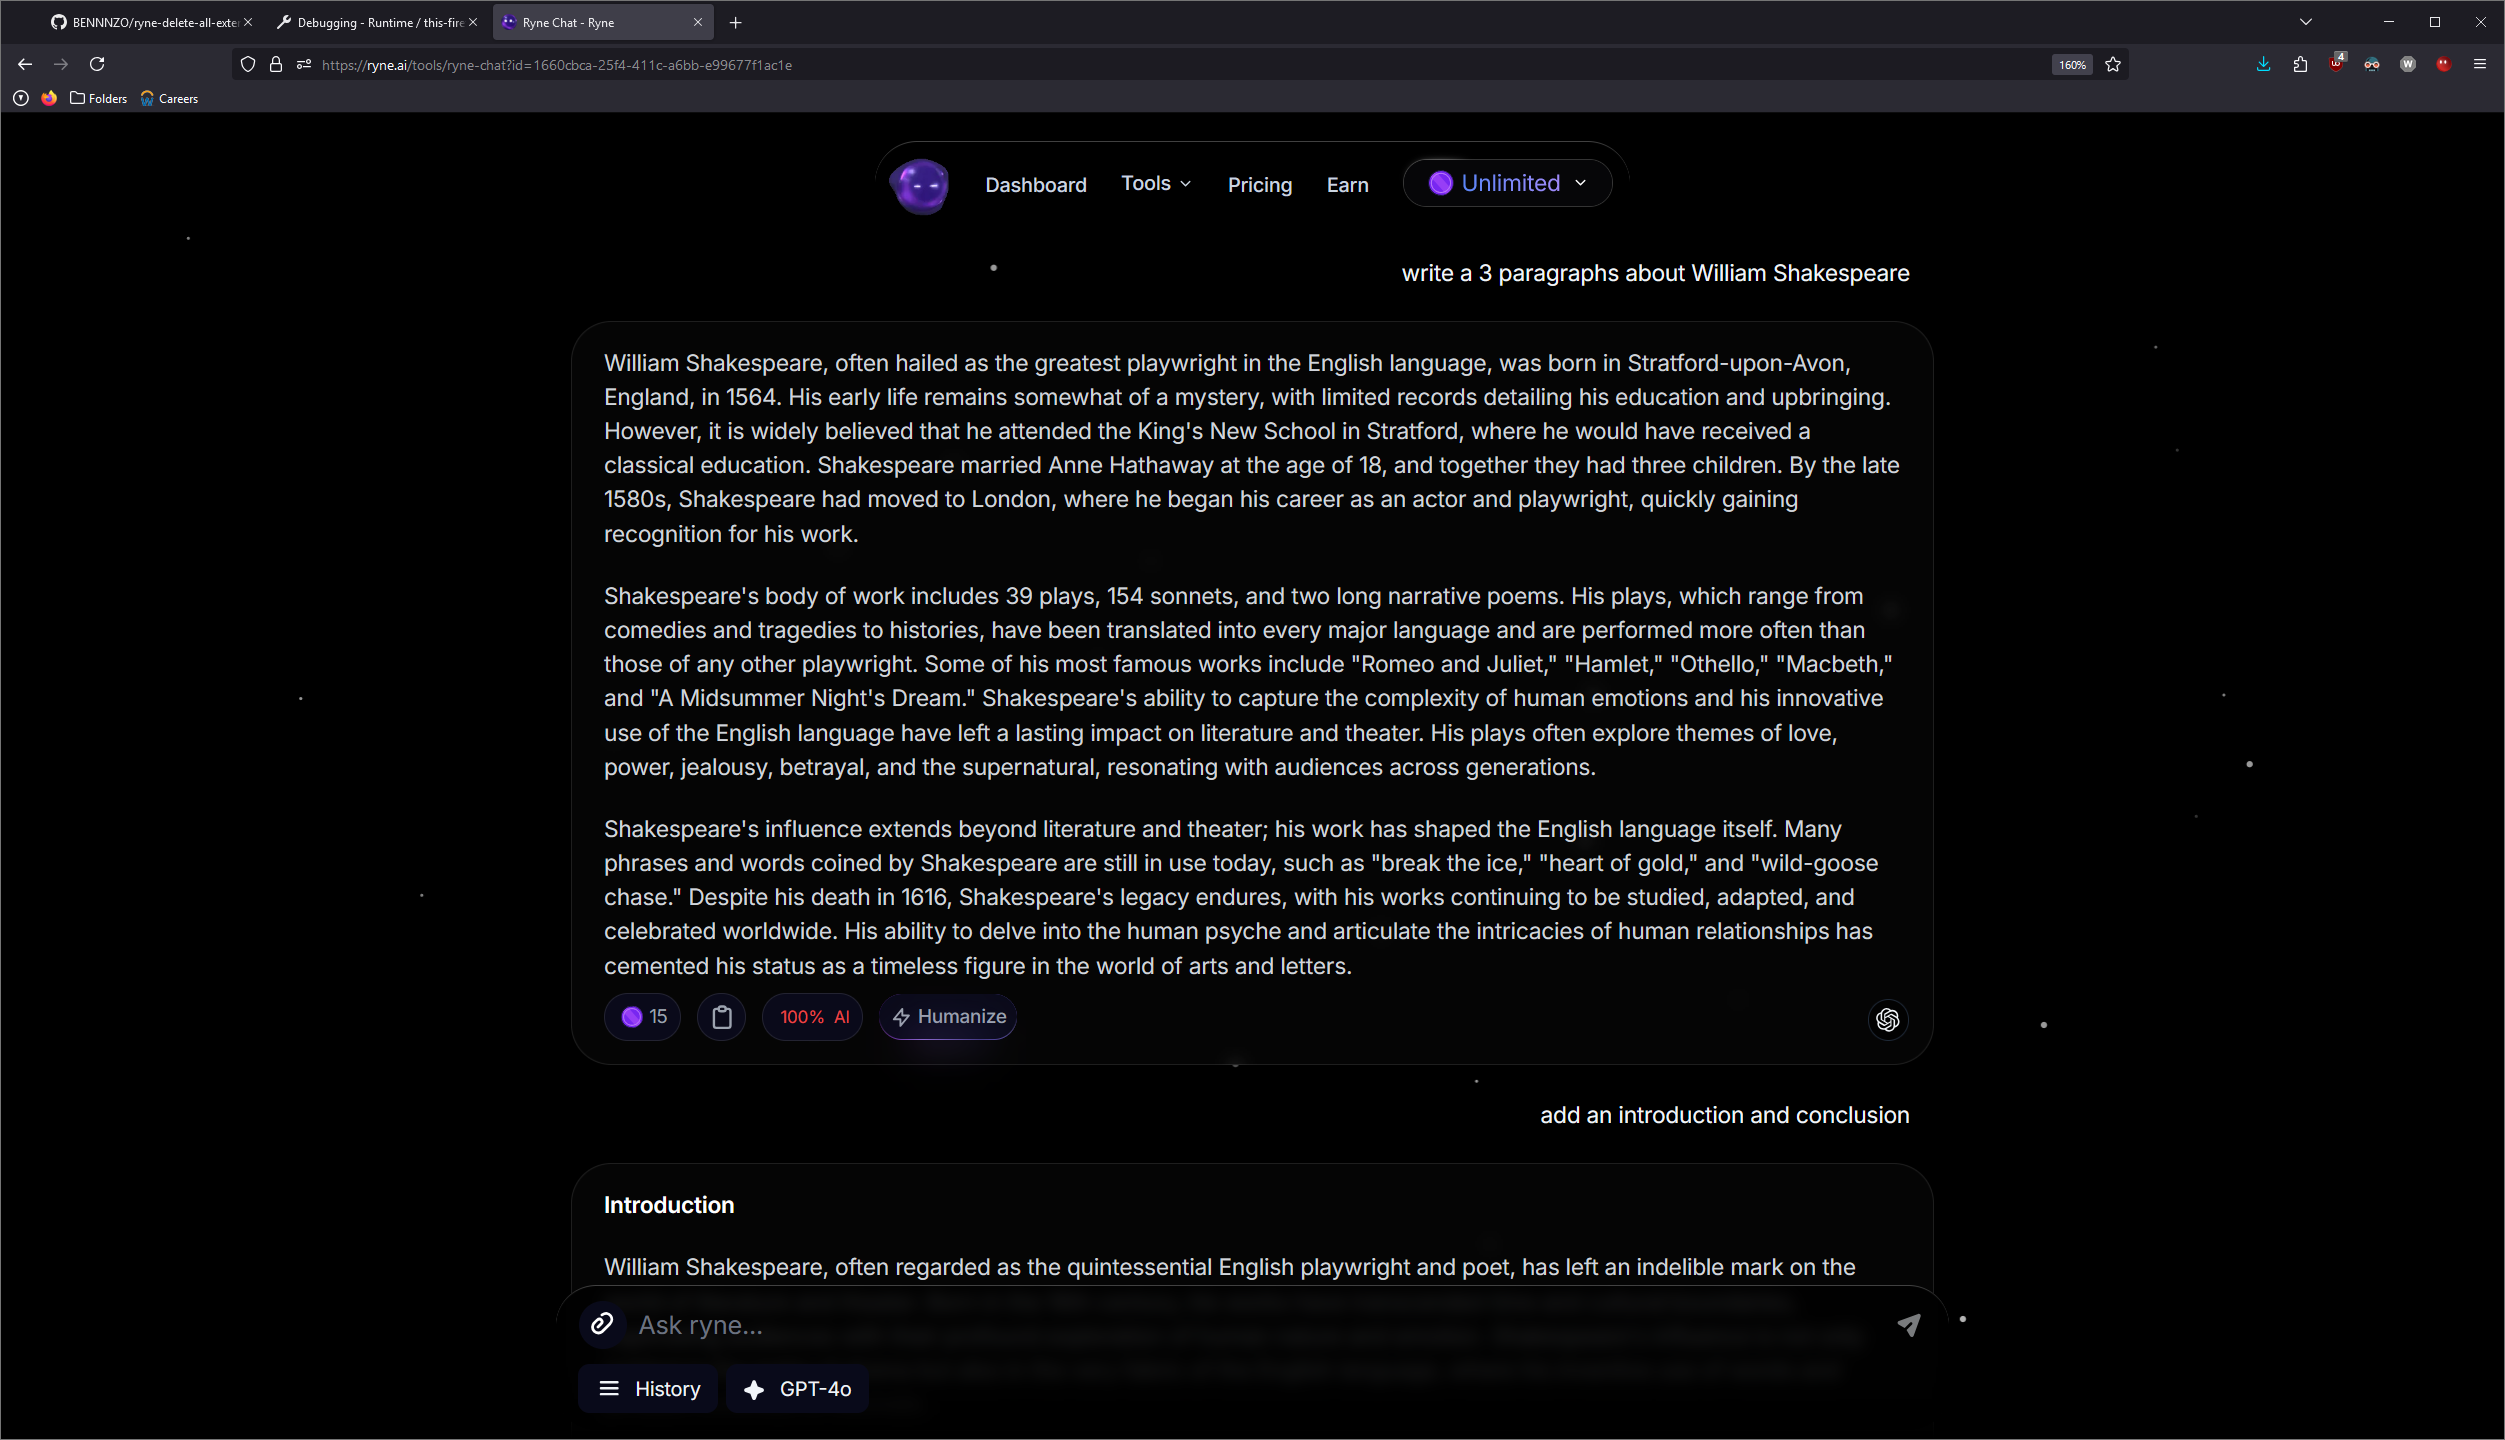 BENNNZO/ryne-delete-all-exte
Debugging - Runtime / this-fire
Ryne Chat - Ryne
https://ryne.ai/tools/ryne-chat?id=1660cbca-25f4-411c-a6bb-e99677f1ac1e
160%
4
W
Folders
Careers
Dashboard
Tools
Pricing
Earn
Unlimited
write a 3 paragraphs about William Shakespeare
William Shakespeare, often hailed as the greatest playwright in the English language, was born in Stratford-upon-Avon,
England, in 1564. His early life remains somewhat of a mystery, with limited records detailing his education and upbringing.
However, it is widely believed that he attended the King's New School in Stratford, where he would have received a
classical education. Shakespeare married Anne Hathaway at the age of 18, and together they had three children. By the late
1580s, Shakespeare had moved to London, where he began his career as an actor and playwright, quickly gaining
recognition for his work.
Shakespeare's body of work includes 39 plays, 154 sonnets, and two long narrative poems. His plays, which range from
comedies and tragedies to histories, have been translated into every major language and are performed more often than
those of any other playwright. Some of his most famous works include "Romeo and Juliet," "Hamlet," "Othello," "Macbeth,"
and "A Midsummer Night's Dream." Shakespeare's ability to capture the complexity of human emotions and his innovative
use of the English language have left a lasting impact on literature and theater. His plays often explore themes of love,
power, jealousy, betrayal, and the supernatural, resonating with audiences across generations.
Shakespeare's influence extends beyond literature and theater; his work has shaped the English language itself. Many
phrases and words coined by Shakespeare are still in use today, such as "break the ice," "heart of gold," and "wild-goose
chase." Despite his death in 1616, Shakespeare's legacy endures, with his works continuing to be studied, adapted, and
celebrated worldwide. His ability to delve into the human psyche and articulate the intricacies of human relationships has
cemented his status as a timeless figure in the world of arts and letters.
15
100% AI
Humanize
add an introduction and conclusion
Introduction
William Shakespeare, often regarded as the quintessential English playwright and poet, has left an indelible mark on the
Ask ryne...
History
GPT-4o